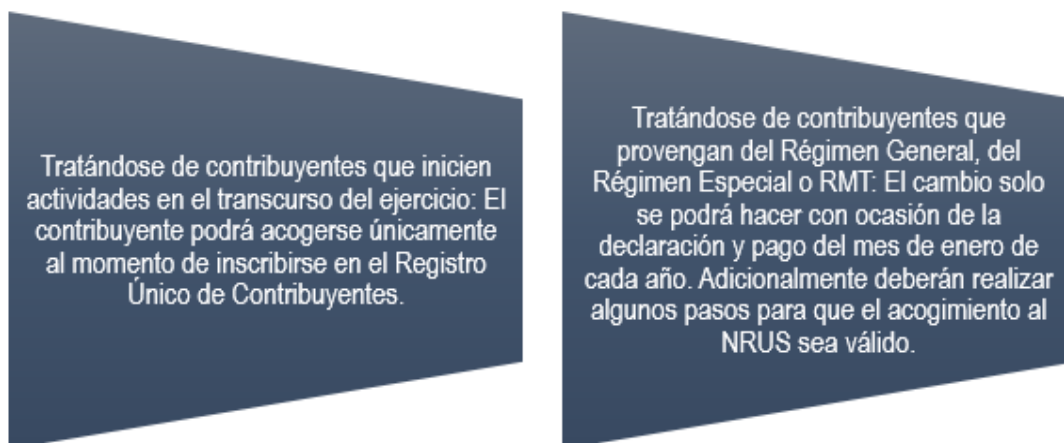 Tratándose de contribuyentes que inicien
actividades en el transcurso del ejercicio: El
contribuyente podrá acogerse únicamente
al momento de inscribirse en el Registro
Único de Contribuyentes.
Tratándose de contribuyentes que
provengan del Régimen General, del
Régimen Especial o RMT: El cambio solo
se podrá hacer con ocasión de la
declaración y pago del mes de enero de
cada año. Adicionalmente deberán realizar
algunos pasos para que el acogimiento al
NRUS sea válido.